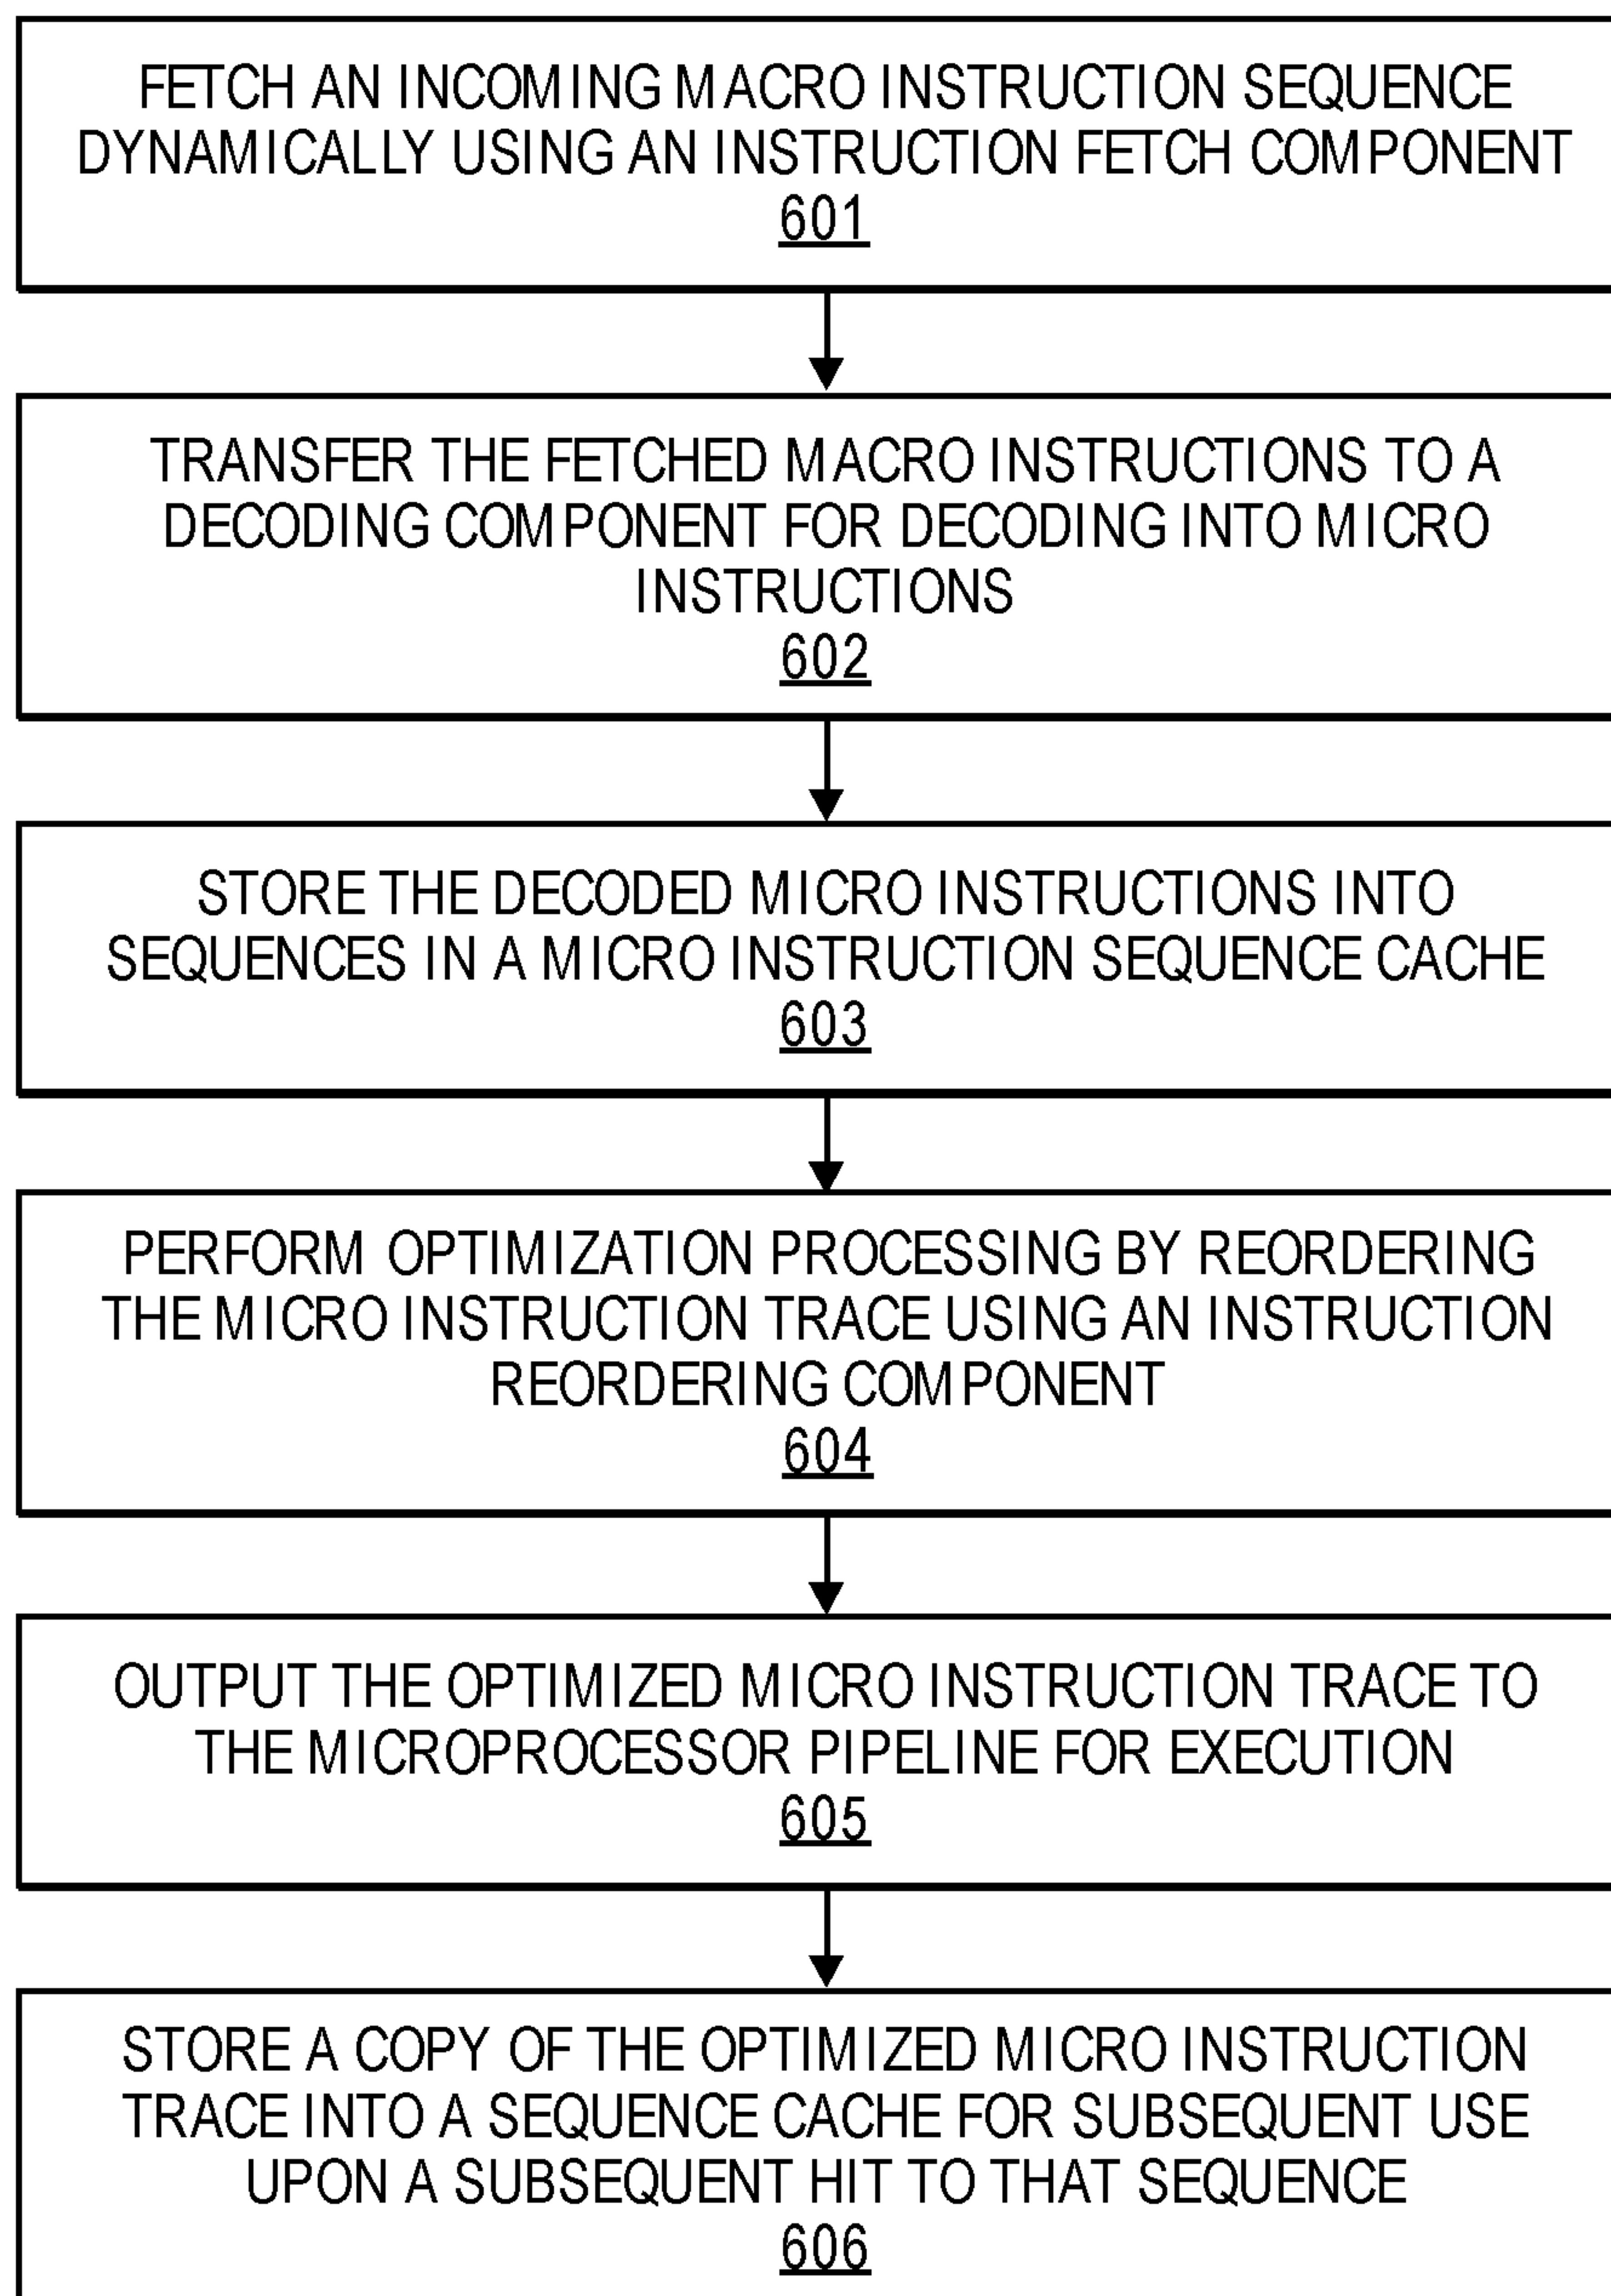 FETCH AN INCOMING MACRO INSTRUCTION SEQUENCE
DYNAMICALLY USING AN INSTRUCTION FETCH COMPONENT
601
TRANSFER THE FETCHED MACRO INSTRUCTIONS TO A
DECODING COMPONENT FOR DECODING INTO MICRO
INSTRUCTIONS
602
STORE THE DECODED MICRO INSTRUCTIONS INTO
SEQUENCES IN A MICRO INSTRUCTION SEQUENCE CACHE
603
PERFORM OPTIMIZATION PROCESSING BY REORDERING
THE MICRO INSTRUCTION TRACE USING AN INSTRUCTION
REORDERING COMPONENT
604
OUTPUT THE OPTIMIZED MICRO INSTRUCTION TRACE TO
THE MICROPROCESSOR PIPELINE FOR EXECUTION
605
STORE A COPY OF THE OPTIMIZED MICRO INSTRUCTION
TRACE INTO A SEQUENCE CACHE FOR SUBSEQUENT USE
UPON A SUBSEQUENT HIT TO THAT SEQUENCE
606